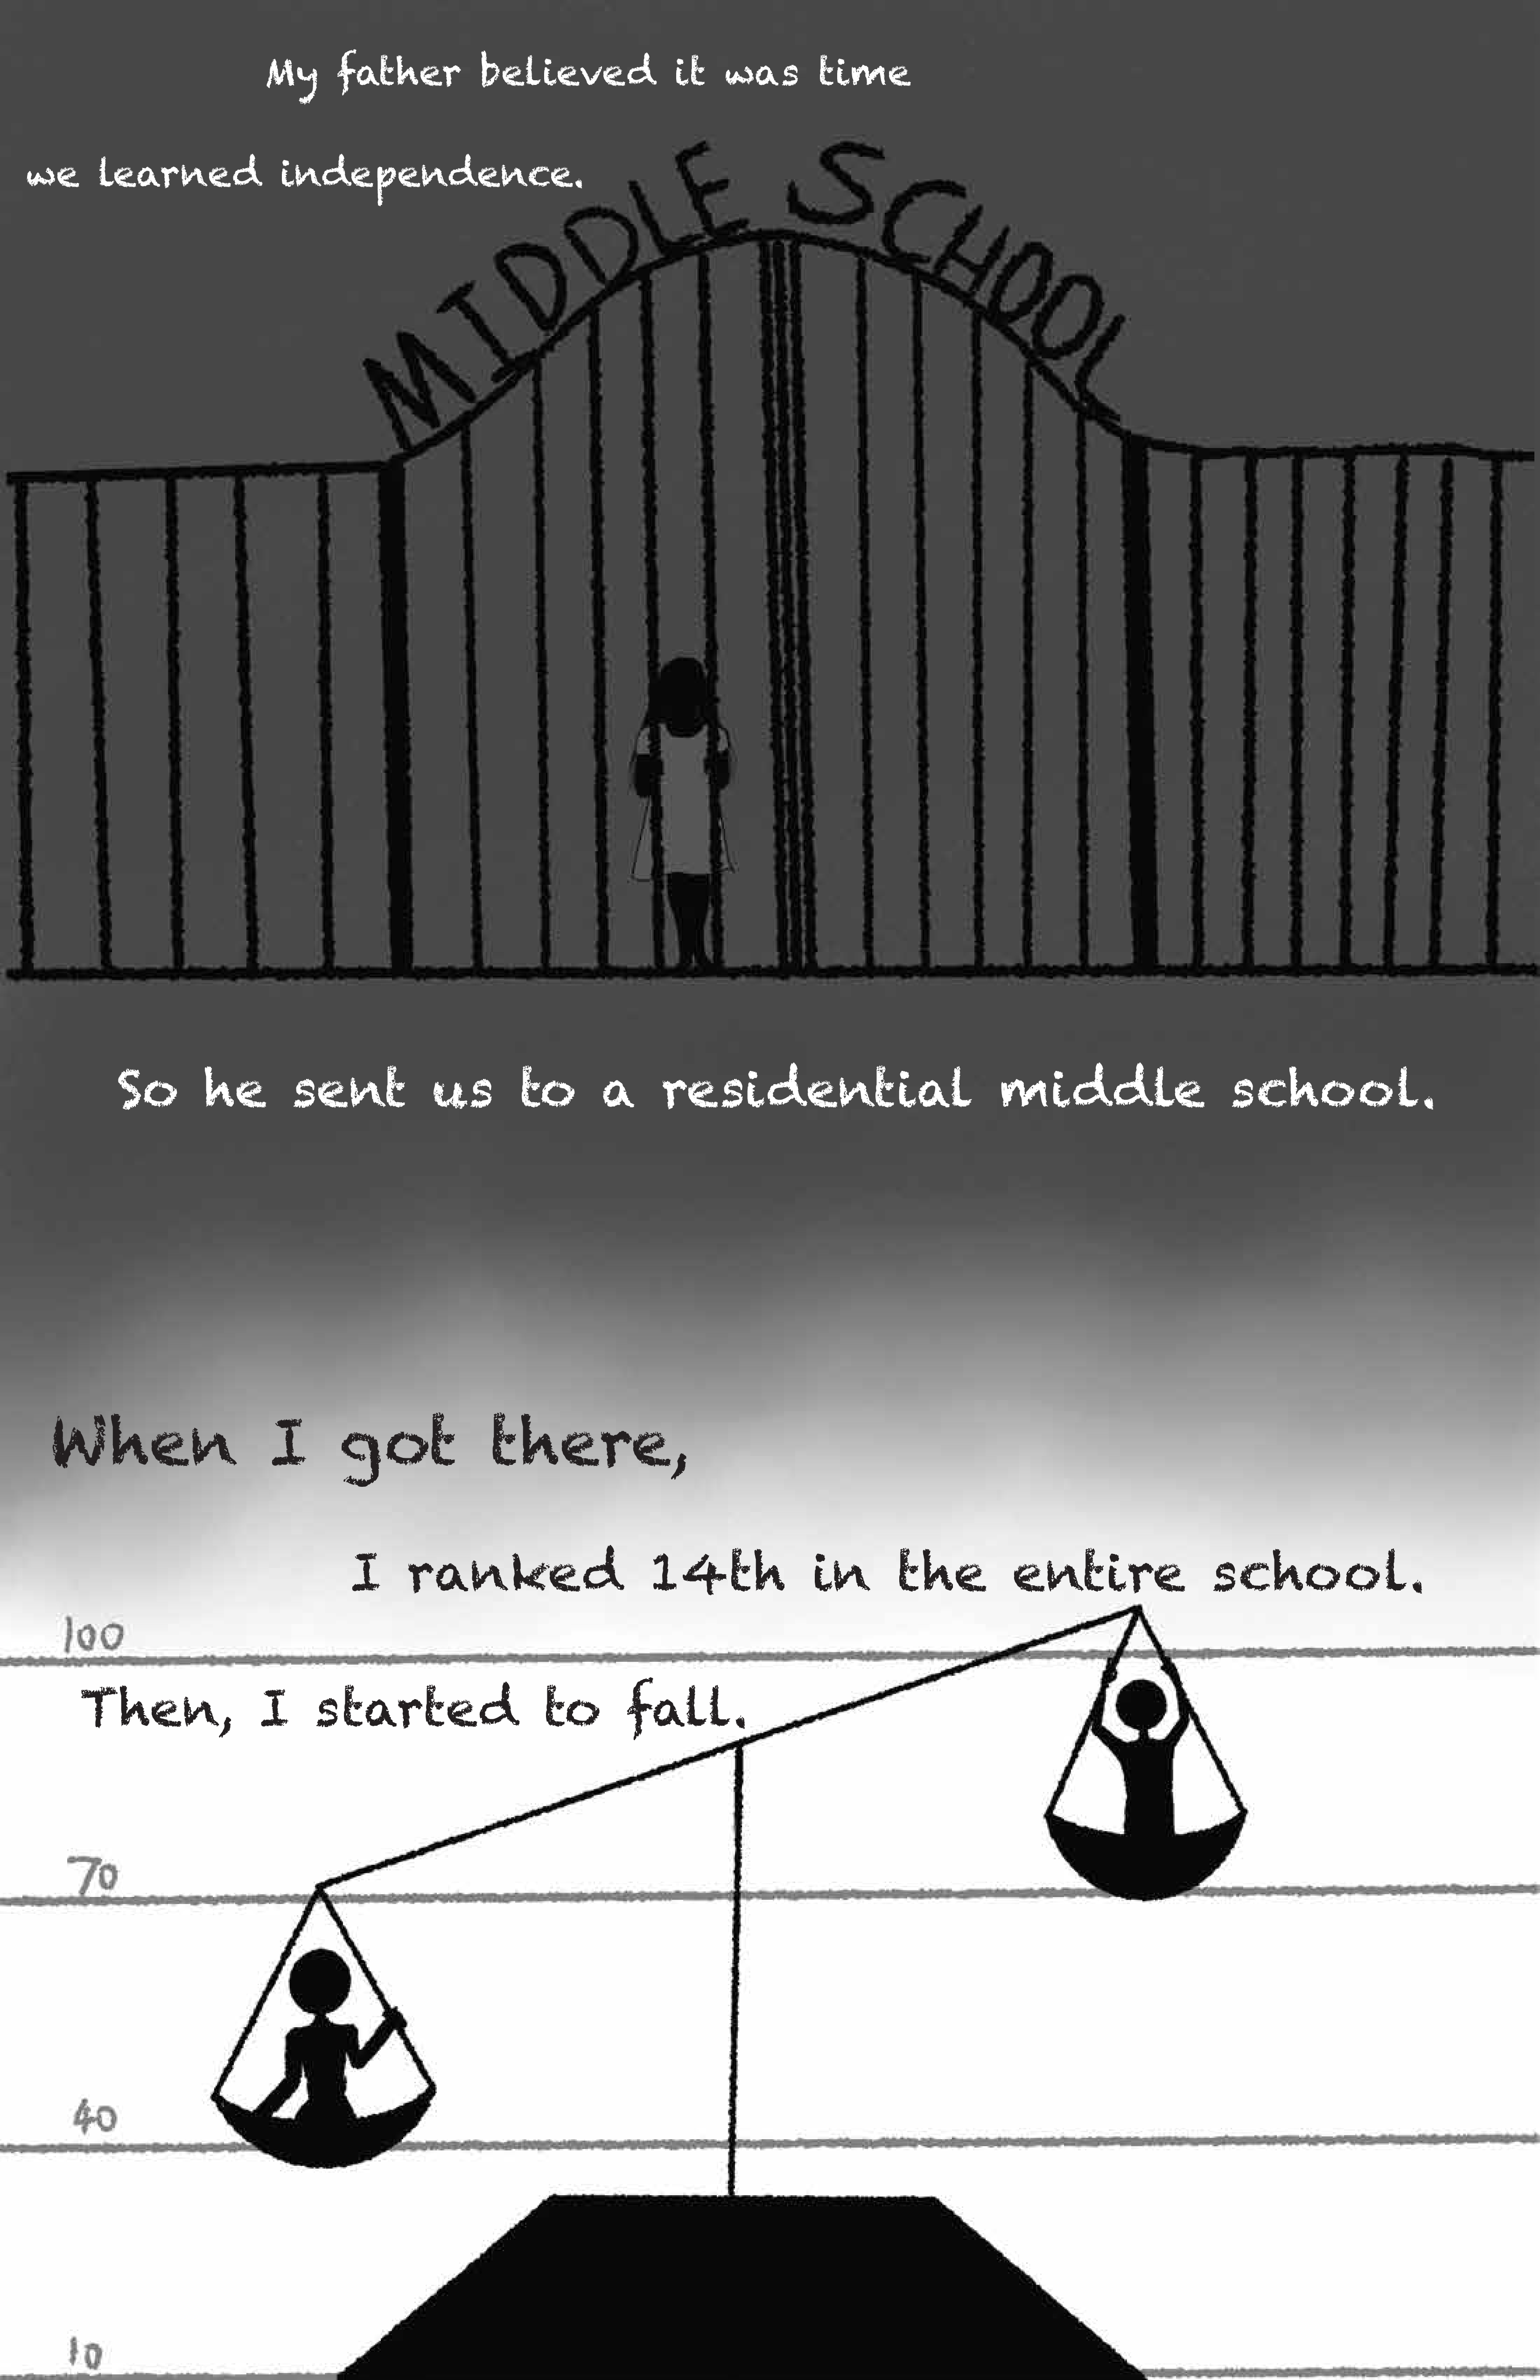 My father believed it was time
we learned independence.
MIDDLE SCHOOL
So he sent us to a residential middle school.
When I got there,
I ranked 14th in the entire school.
100
Then, I started to fall.
70
40
10